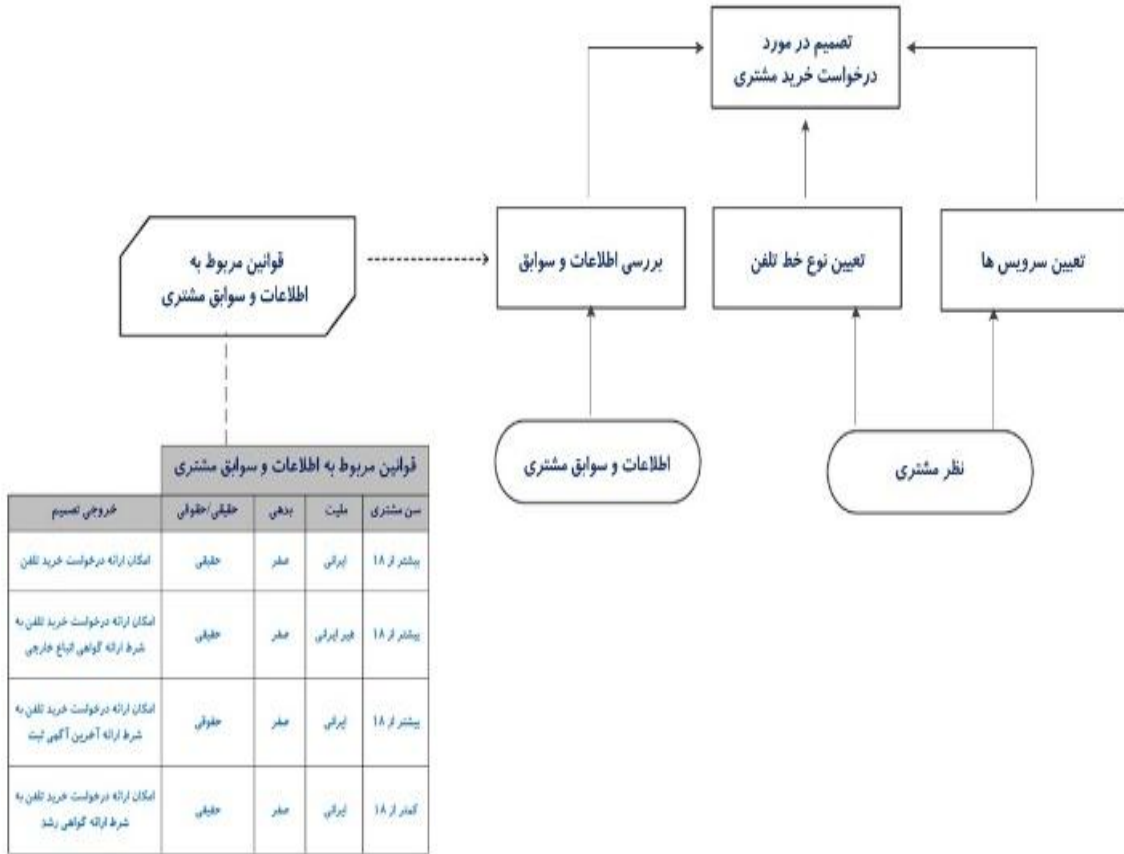 تصمیم در مورد
درخواست خرید مشتری
قوانین مربوط به
اطلاعات و سوابق مشتری
بررسی اطلاعات و سوابق
تعیین نوع خط تلفن
تعیین سرویس ها
اطلاعات و سوابق مشتری
نظر مشتری
قوانین مربوط به اطلاعات و سوابق مشتری
سن مشتری
ملیت
بدهی
حقیقی/حقوقی
خروجی تصمیم
بیشتر از ۱۸
ایرانی
صفر
حقیقی
امکان ارائه درخواست خرید تلفن
بیشتر از ۱۸
غیر ایرانی
صفر
حقیقی
امکان ارائه درخواست خرید تلفن به
شرط ارائه گواهی اتباع خارجی
بیشتر از ۱۸
ایرانی
صفر
حقوقی
امکان ارائه درخواست خرید تلفن به
شرط ارائه آخرین آگهی ثبت
کمتر از ۱۸
ایرانی
صفر
حقیقی
امکان ارائه درخواست خرید تلفن به
شرط ارائه گواهی رشد